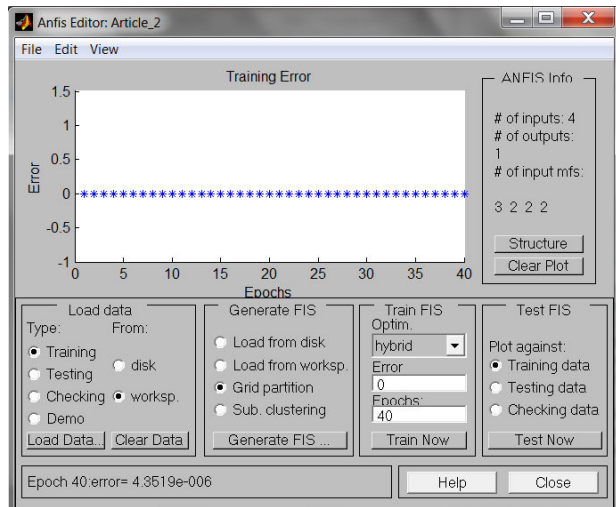 Anfis Editor: Article_2
File Edit View
Training Error
1.5
1
0.5
0
-0.5
-1
Error
0 5 10 15 20 25 30 35 40
Epochs
ANFIS Info
# of inputs: 4
# of outputs:
1
# of input mfs:
3 2 2 2
Structure
Clear Plot
Load data
Type: From:
Training
Testing
Checking
Demo
disk
worksp.
Load Data... Clear Data
Generate FIS
Load from disk
Load from worksp.
Grid partition
Sub. clustering
Generate FIS ...
Train FIS
Optim.
hybrid
Error
0
Epochs:
40
Train Now
Test FIS
Plot against:
Training data
Testing data
Checking data
Test Now
Epoch 40:error= 4.3519e-006
Help Close